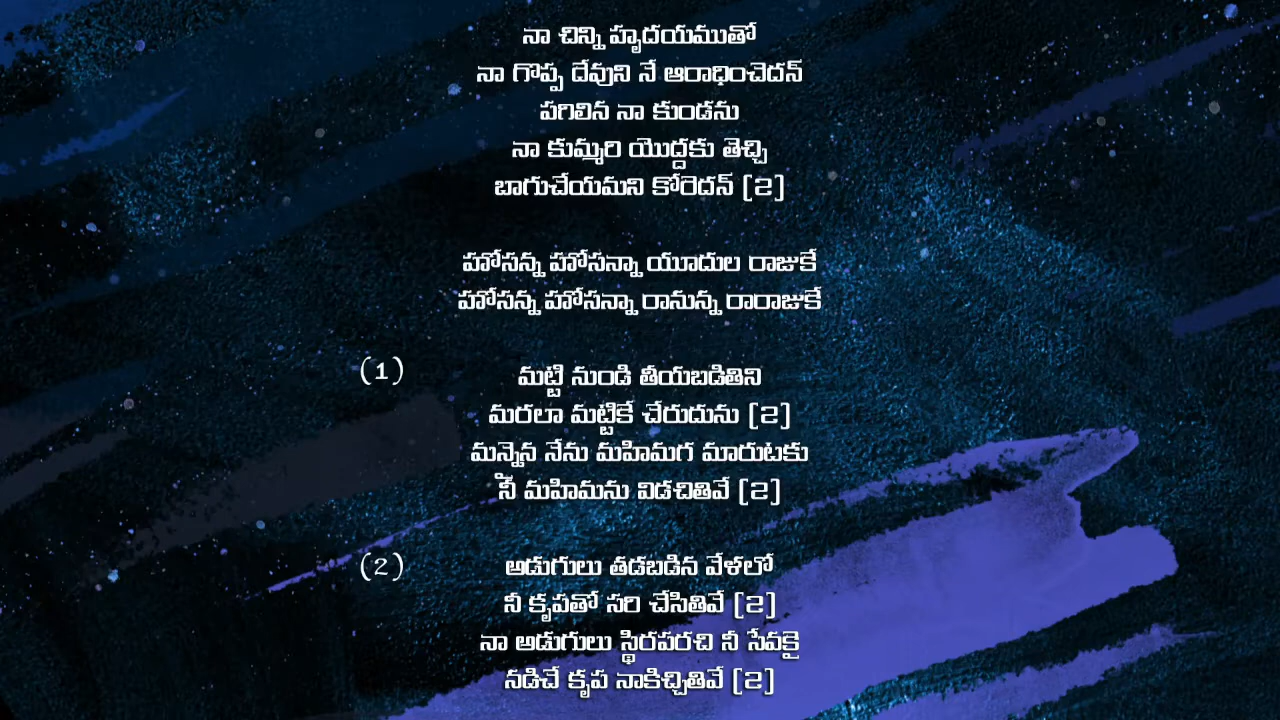 నా చిన్ని హృదయముతో
నా గొప్ప దేవుని నే ఆరాధించెదన్
పగిలిన నా కుండను
నా కుమ్మరి యొద్దకు తెచ్చి
బాగుచేయమని కోరెదన్ [2]
హోసన్న హోసన్నా యూదుల రాజుకే
హోసన్న హోసన్నా రానున్న రారాజుకే
(1) మట్టి నుండి తీయబడితిని
మరలా మట్టికే చేరుదును [2]
మన్నైన నేను మహిమగ మారుటకు
నీ మహిమను విడచితివే [2]
(2) అడుగులు తడబడిన వేళలో
నీ కృపతో సరి చేసితివే [2]
నా అడుగులు స్థిరపరచి నీ సేవకై
నడిచే కృప నాకిచ్చితివే [2]